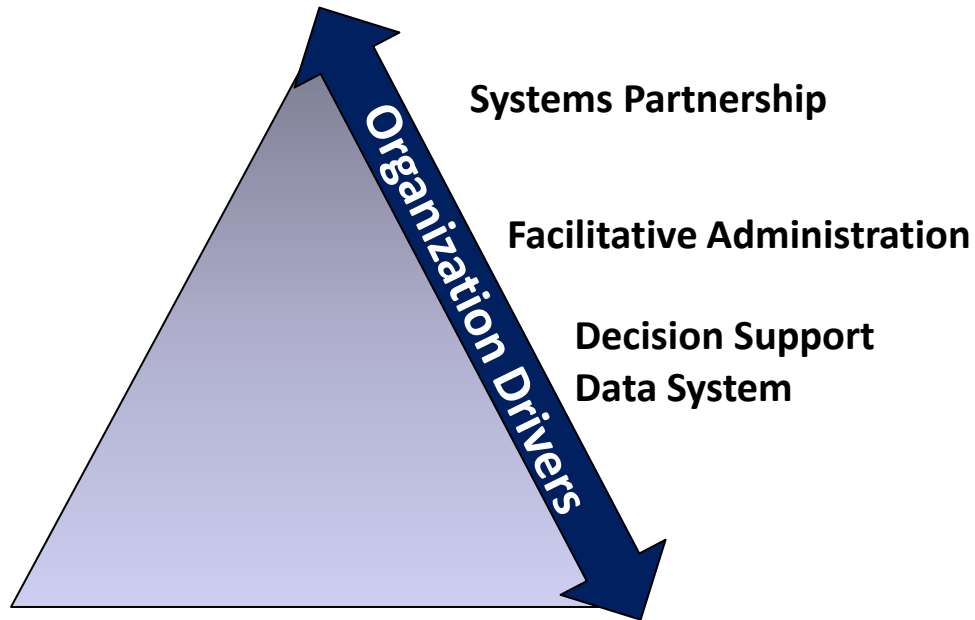 Systems Partnership
Organization Drivers
Facilitative Administration
Decision Support
Data System